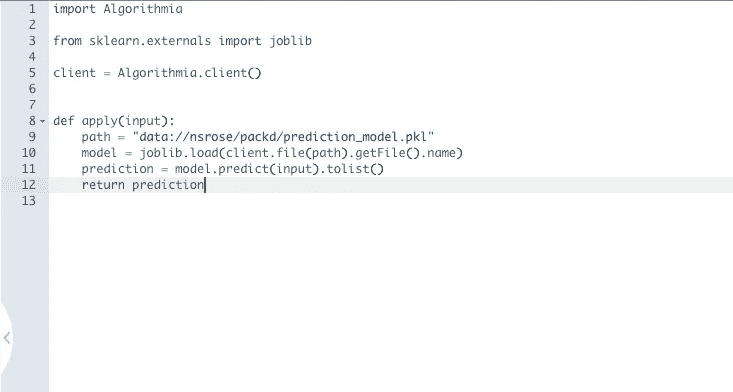 1 import Algorithmia
2
3 from sklearn.externals import joblib
4
5 client = Algorithmia.client()
6
7
8 def apply(input):
9     path = "data://nsrose/packd/prediction_model.pkl"
10     model = joblib.load(client.file(path).getFile().name)
11     prediction = model.predict(input).tolist()
12     return prediction
13